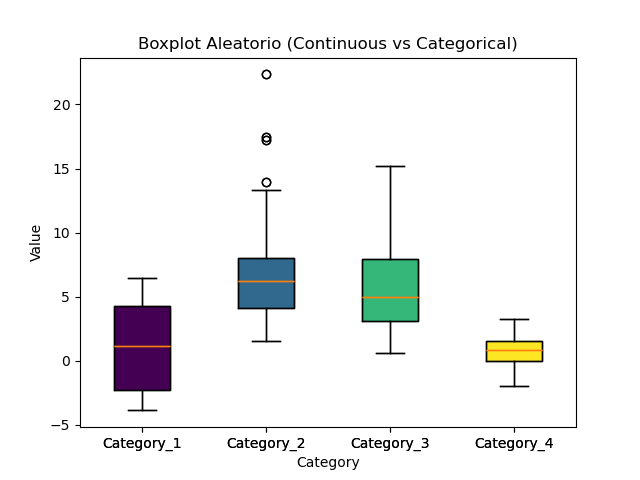 Boxplot Aleatorio (Continuous vs Categorical)
Value
20
15
10
5
0
−5
Category_1 Category_2 Category_3 Category_4
Category